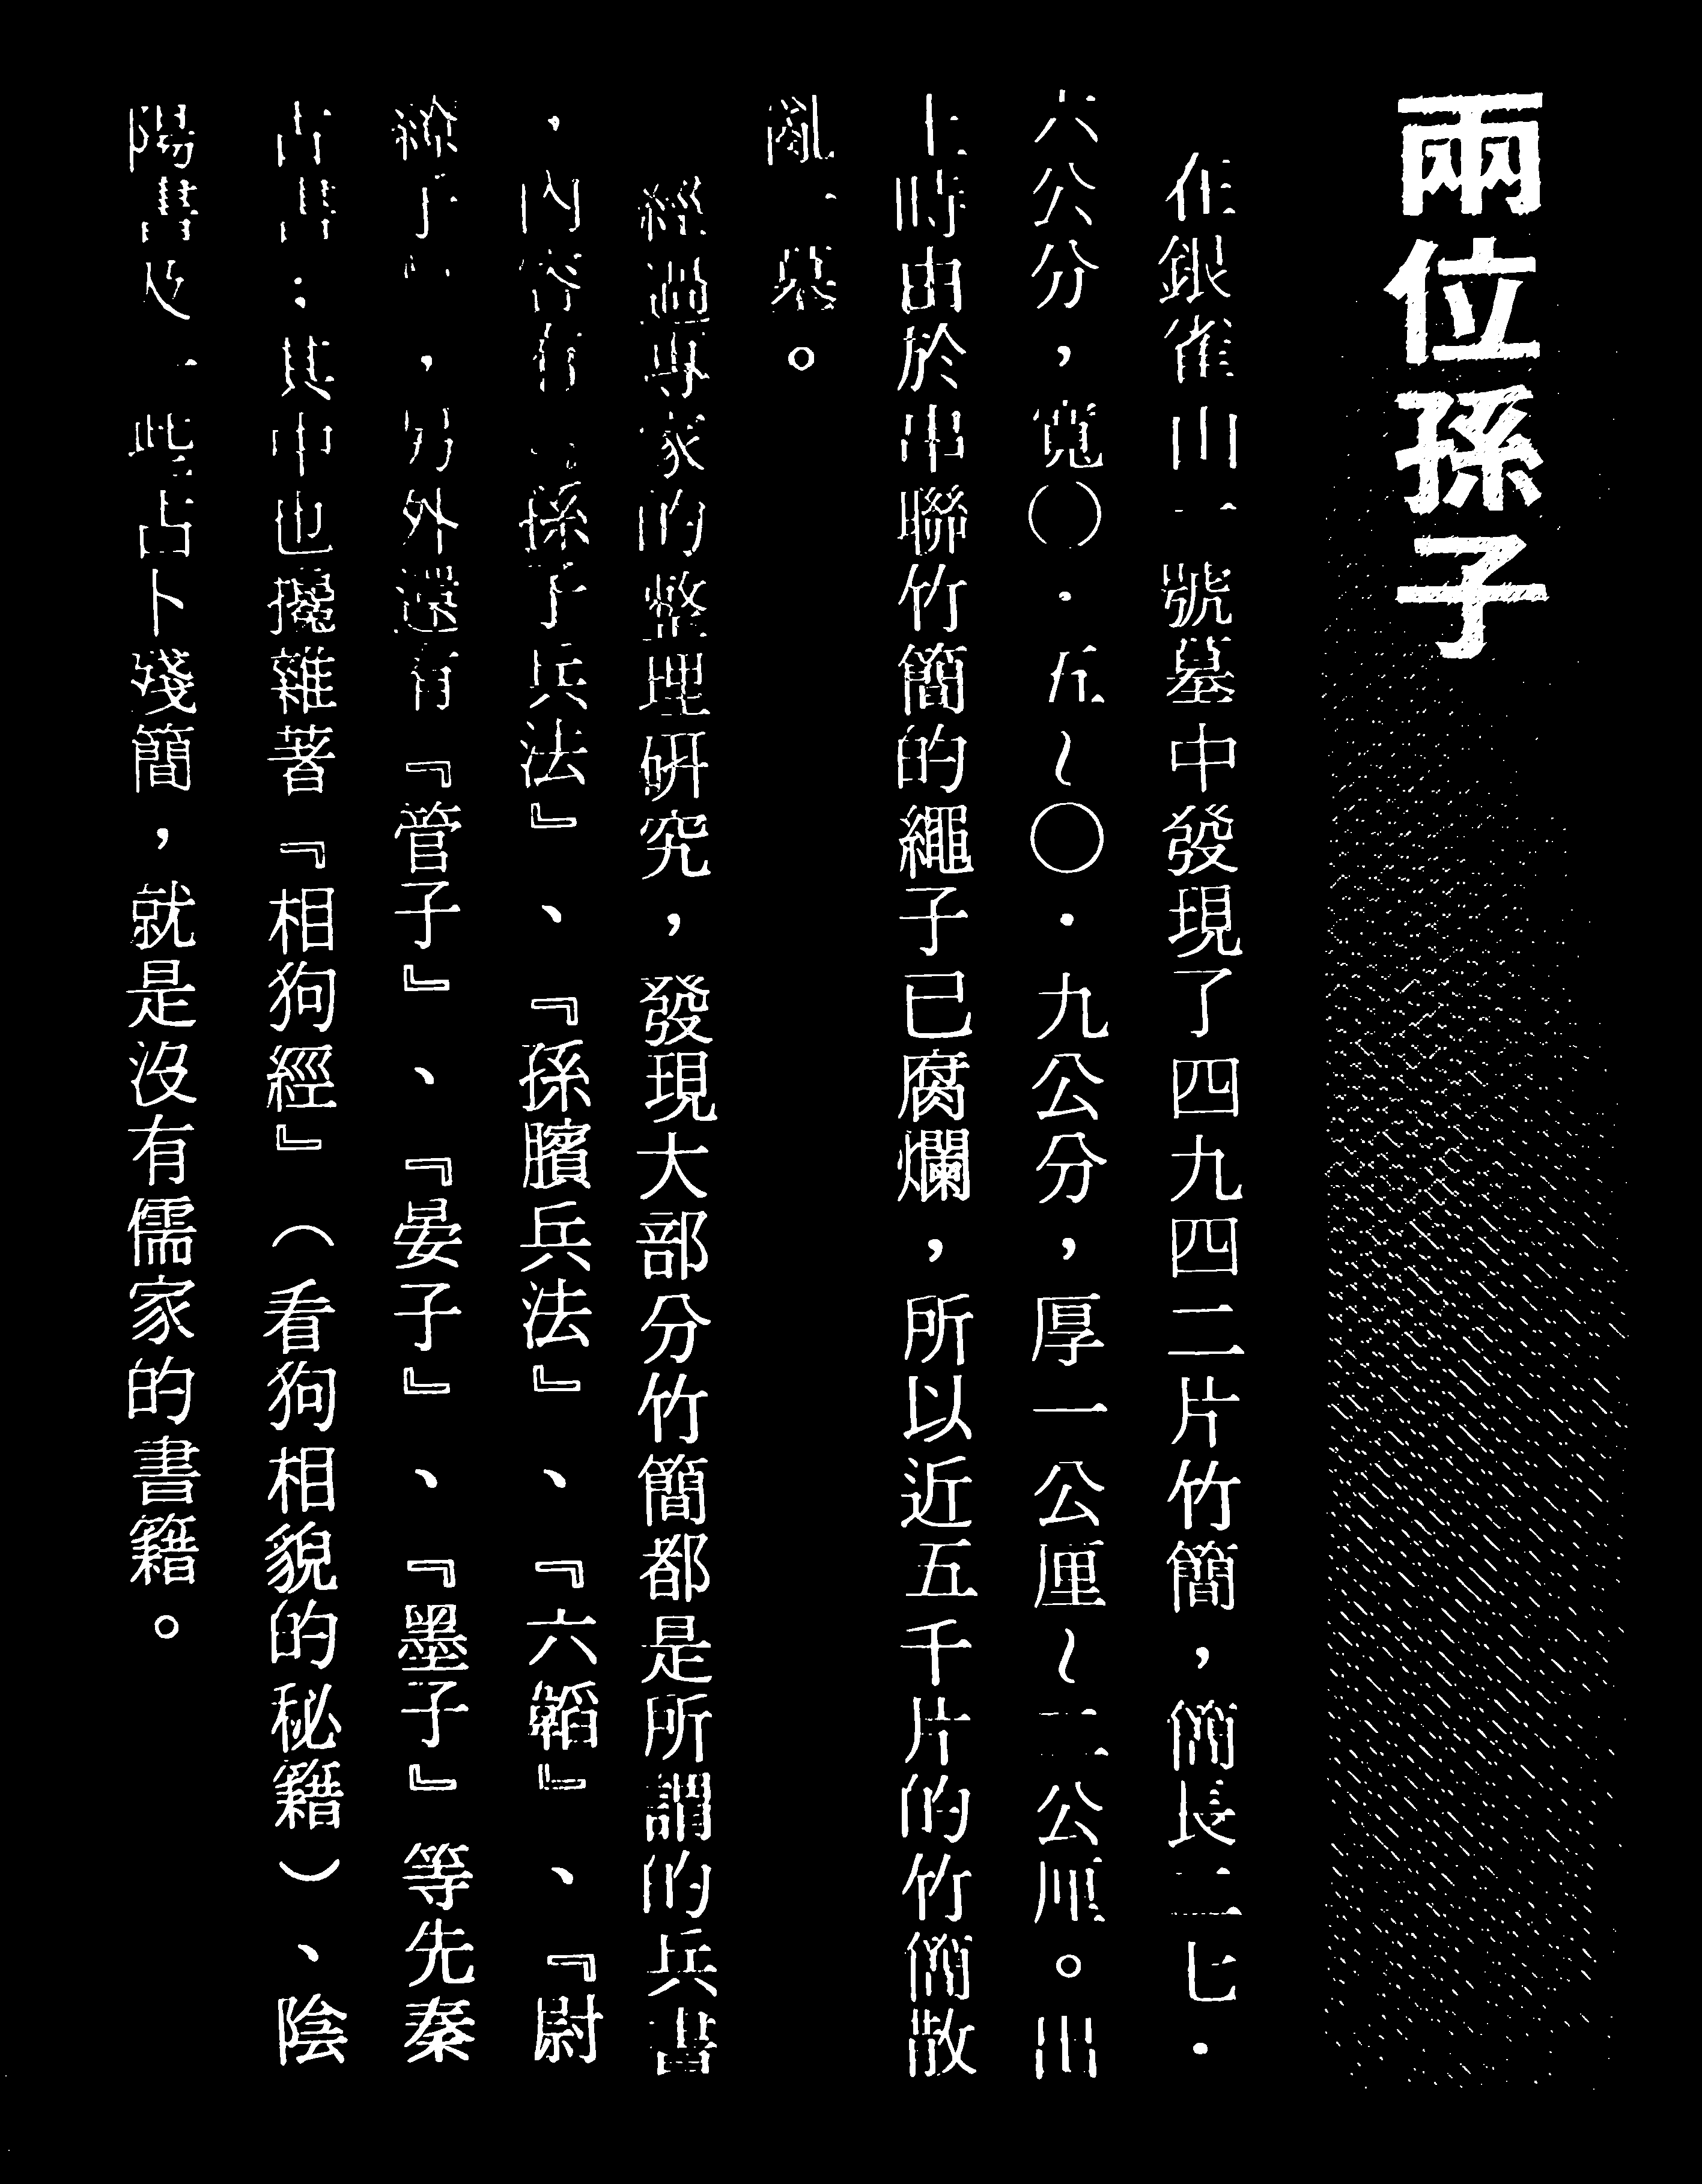 兩位孫子
在銀雀山一號墓中發現了四九四二片竹簡，簡長二七．
六公分，寬〇．五～〇．九公分，厚一公厘～二公厘。出
土時由於串聯竹簡的繩子已腐爛，所以近五千片的竹簡散
亂一墓。
經過專家的整理研究，發現大部分竹簡都是所謂的兵書
，內容有『孫子兵法』、『孫臏兵法』、『六韜』、『尉
繚子』，另外還有『管子』、『晏子』、『墨子』等先秦
古書；其中也攙雜著『相狗經』（看狗相貌的秘籍）、陰
陽書及一些占卜殘簡，就是沒有儒家的書籍。